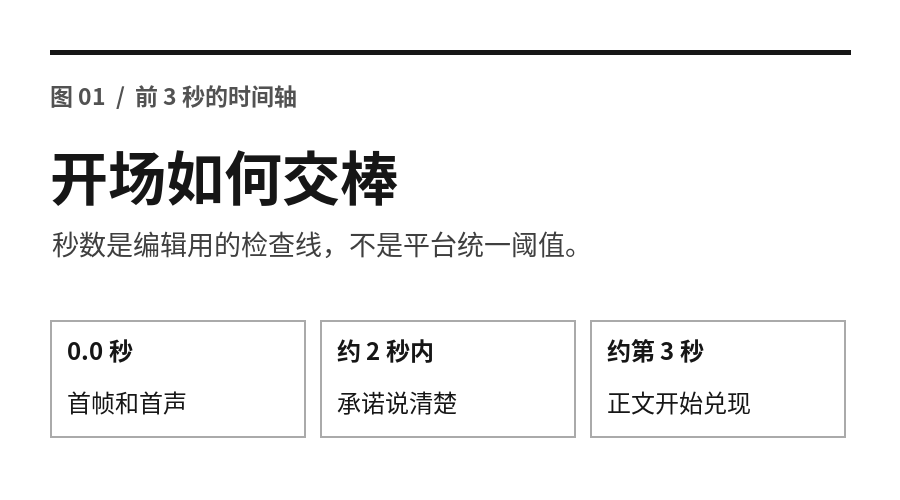 图 01 / 前 3 秒的时间轴
开场如何交棒
秒数是编辑用的检查线，不是平台统一阈值。
0.0 秒
首帧和首声
约 2 秒内
承诺说清楚
约第 3 秒
正文开始兑现